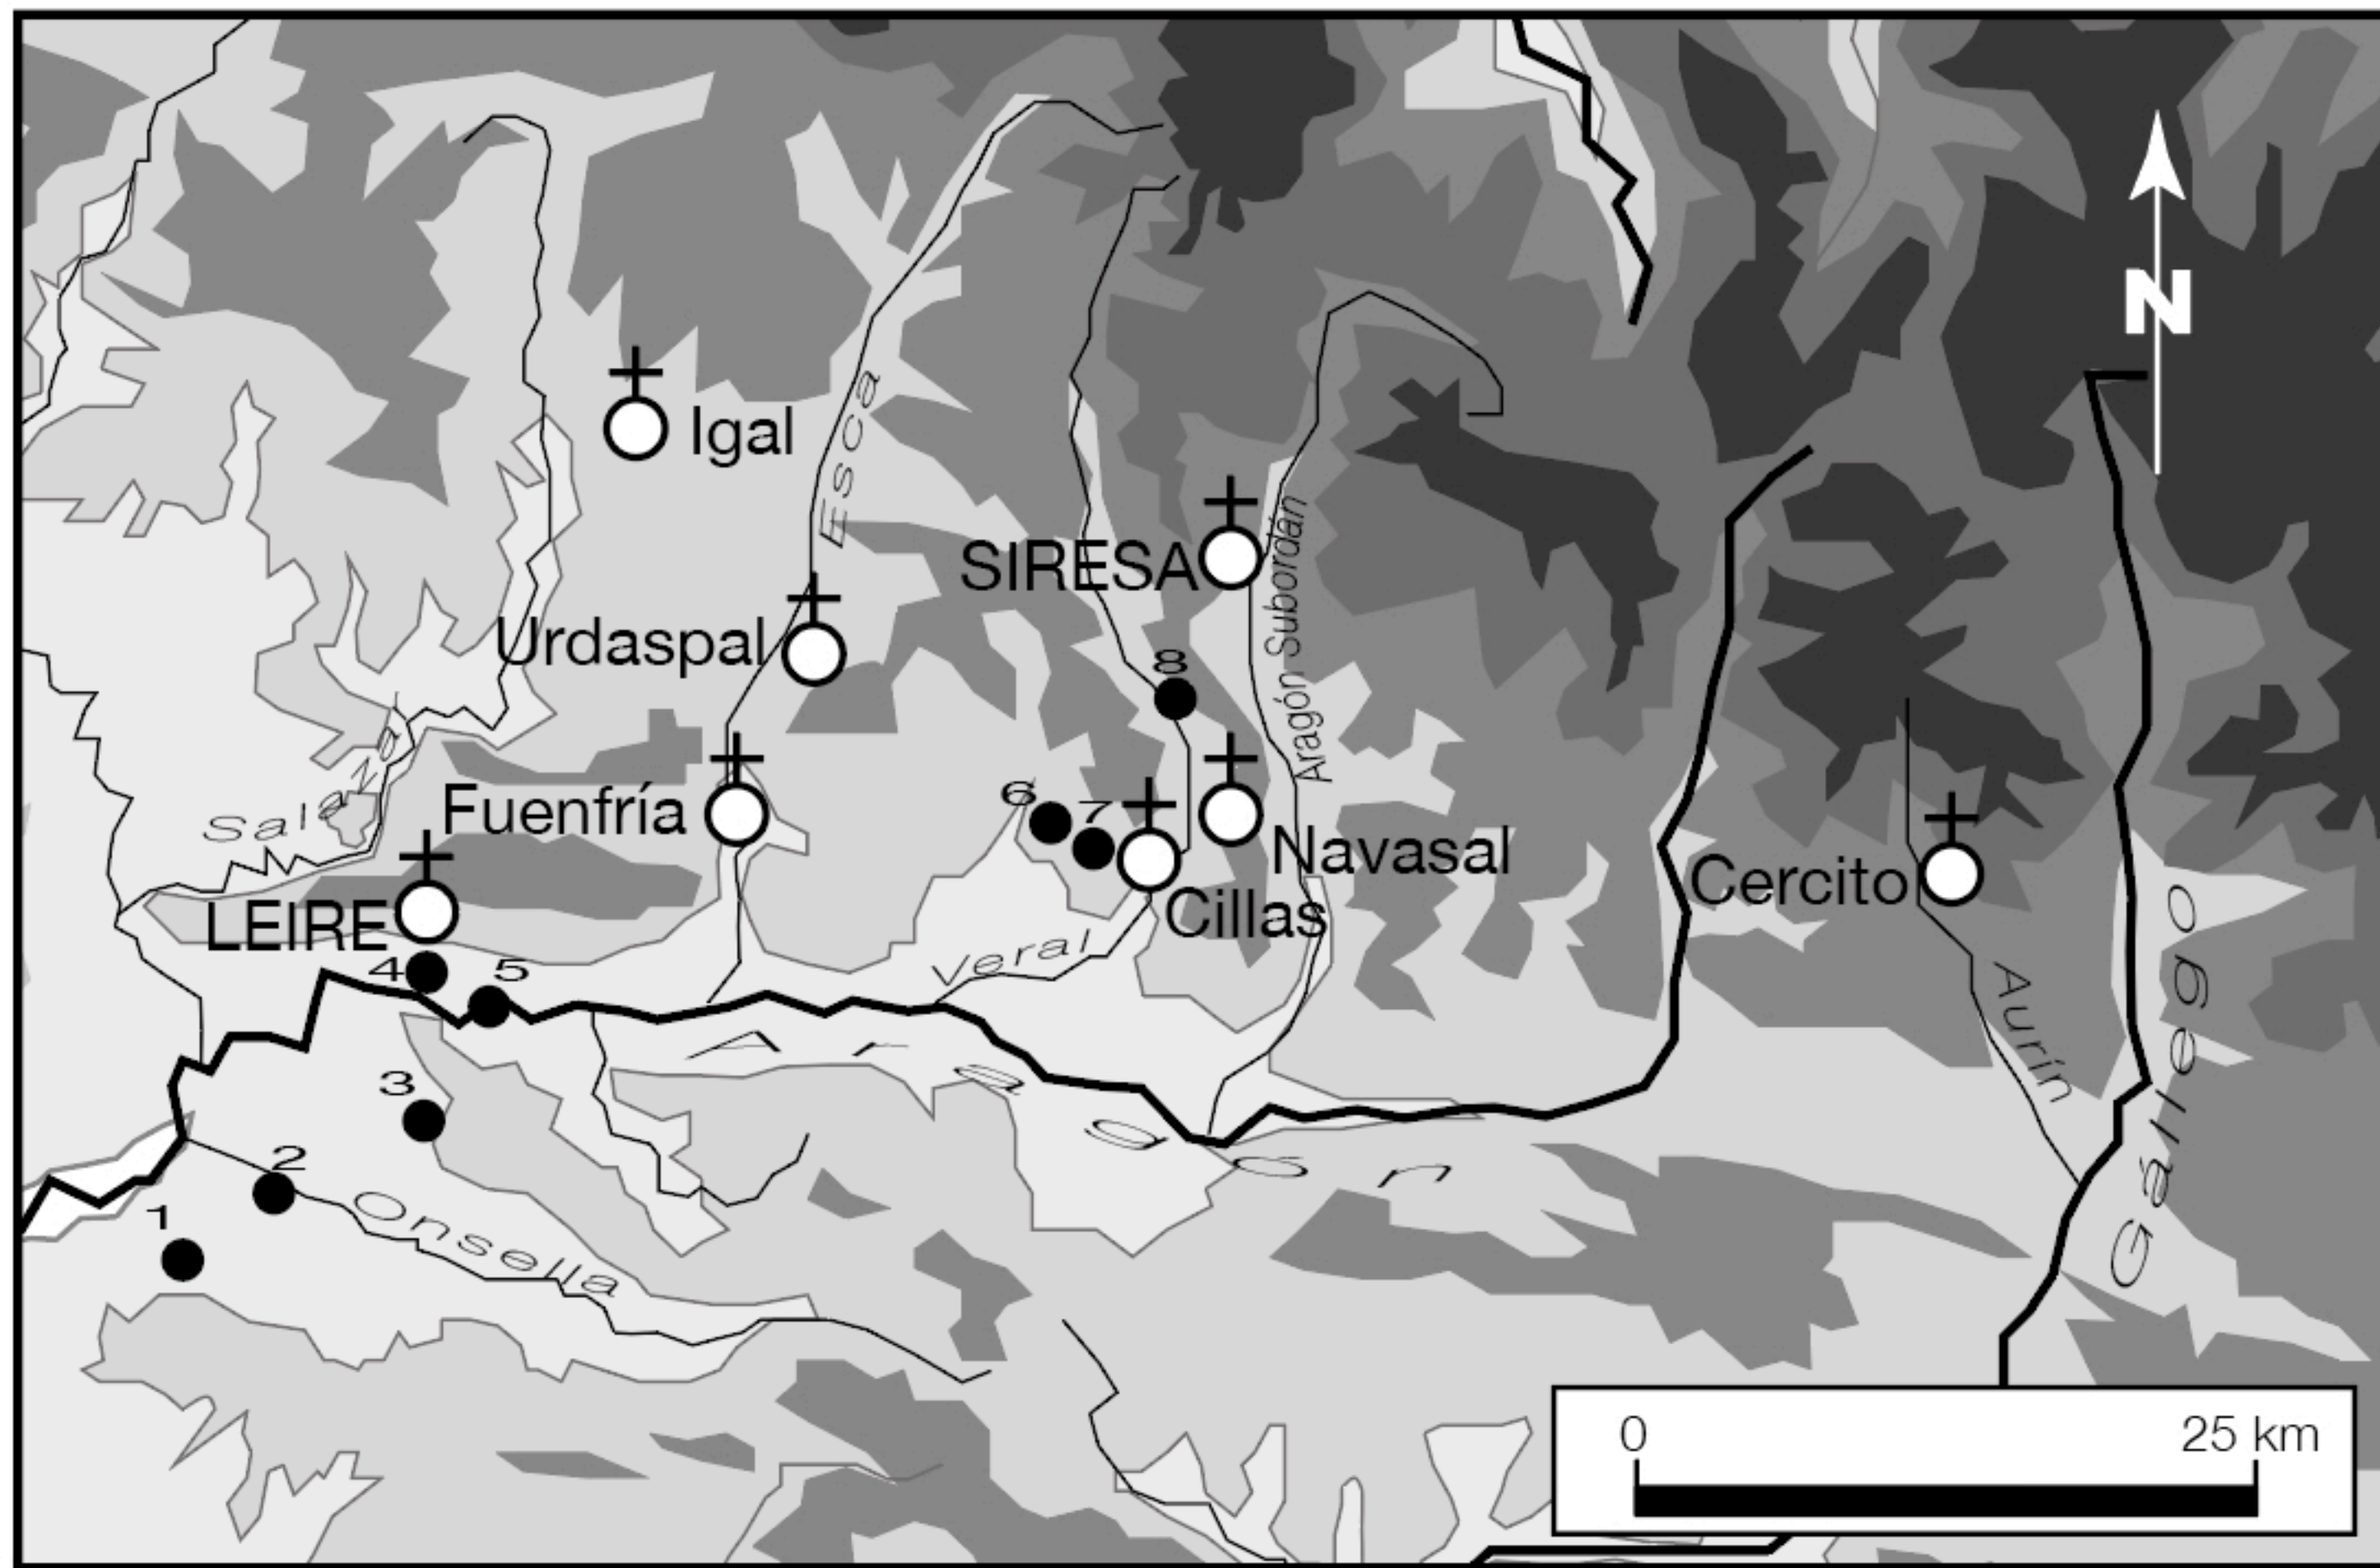 N
Igal
Esca
SIRESA
Aragón Subordán
Urdaspal
8
Fuenfría
6
7
Navasal
Cillas
Cercito
Salazar
LEIRE
4
5
Veral
Gállego
Aurín
Aragón
3
2
1
Onsella
0
25 km